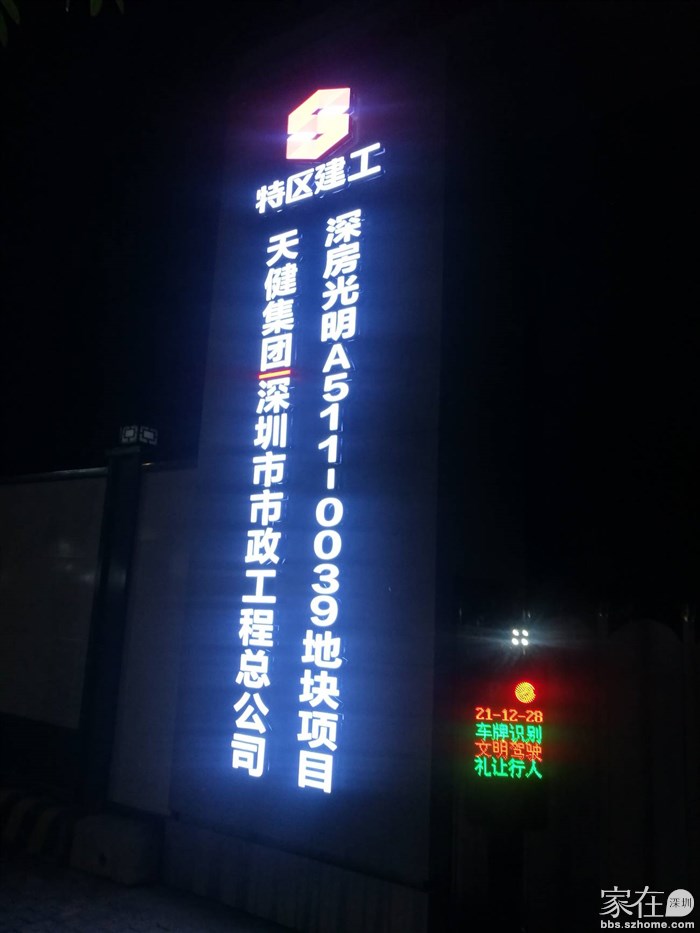 特区建工
深房光明A511-0039地块项目
天健集团|深圳市市政工程总公司
21-12-28
车牌识别
文明驾驶
礼让行人
家在深圳
bbs.szhome.com